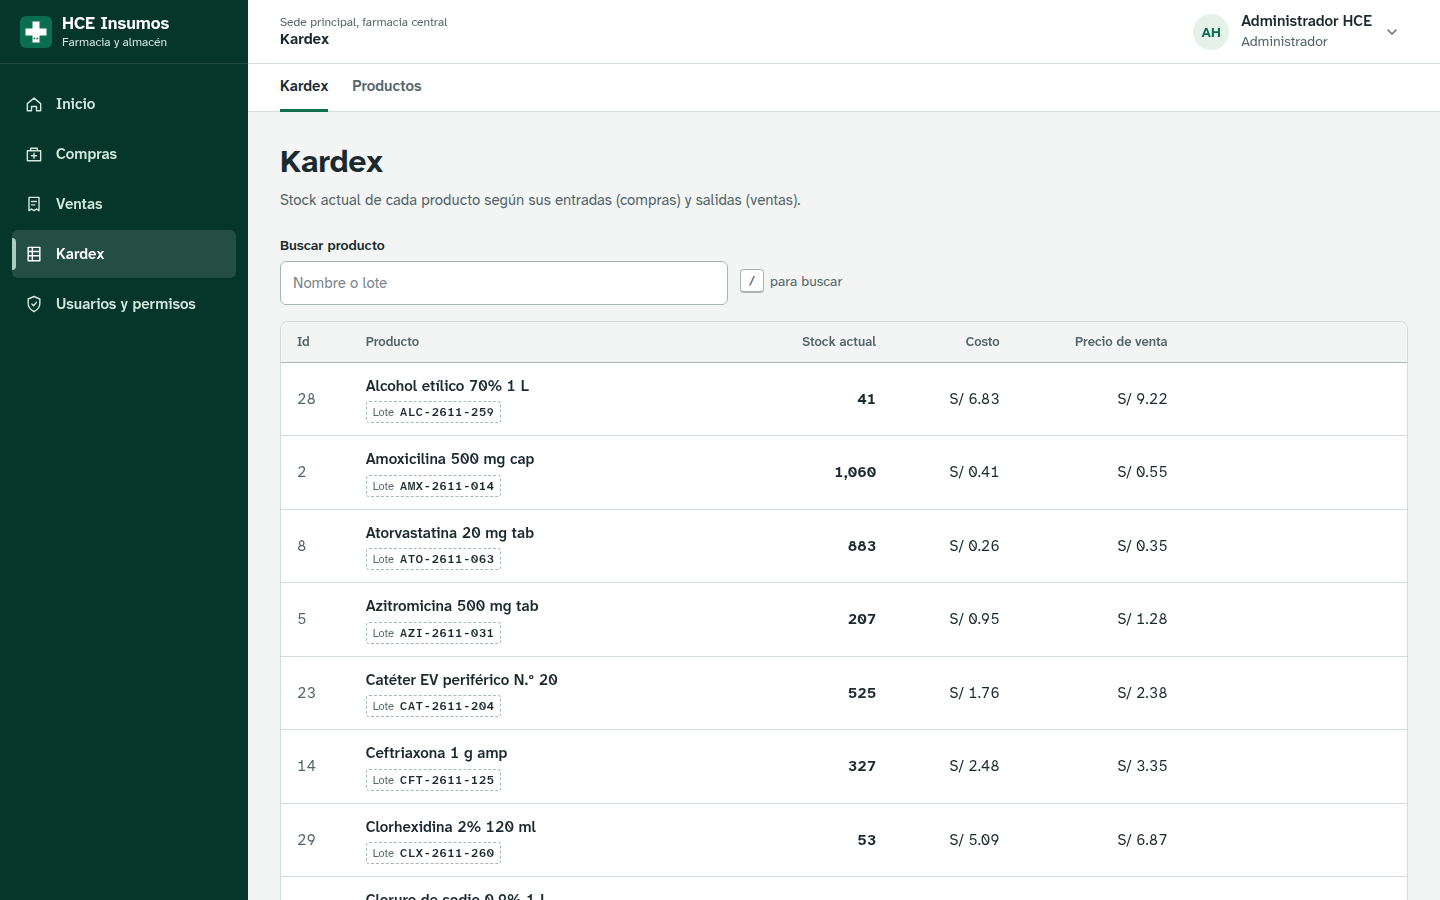 HCE Insumos
Farmacia y almacén
Inicio
Compras
Ventas
Kardex
Usuarios y permisos
Sede principal, farmacia central
Kardex
AH
Administrador HCE
Administrador
Kardex Productos
Kardex
Stock actual de cada producto según sus entradas (compras) y salidas (ventas).
Buscar producto
Nombre o lote
/ para buscar
Id Producto Stock actual Costo Precio de venta
28 Alcohol etílico 70% 1 L 41 S/ 6.83 S/ 9.22
Lote ALC-2611-259
2 Amoxicilina 500 mg cap 1,060 S/ 0.41 S/ 0.55
Lote AMX-2611-014
8 Atorvastatina 20 mg tab 883 S/ 0.26 S/ 0.35
Lote ATO-2611-063
5 Azitromicina 500 mg tab 207 S/ 0.95 S/ 1.28
Lote AZI-2611-031
23 Catéter EV periférico N.° 20 525 S/ 1.76 S/ 2.38
Lote CAT-2611-204
14 Ceftriaxona 1 g amp 327 S/ 2.48 S/ 3.35
Lote CFT-2611-125
29 Clorhexidina 2% 120 ml 53 S/ 5.09 S/ 6.87
Lote CLX-2611-260
Cloruro de sodio 0.9% 1 L